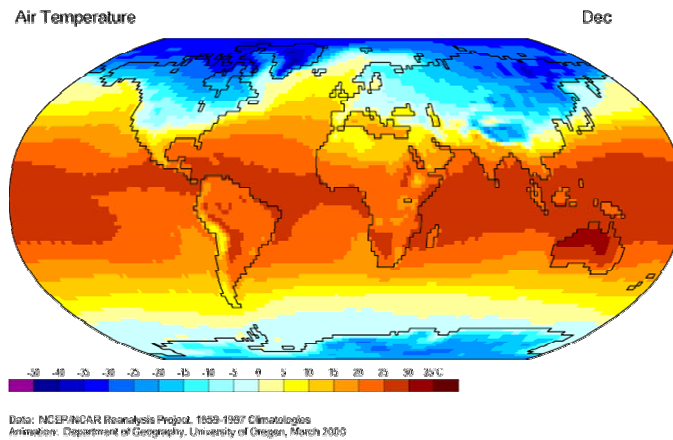 Air Temperature
Dec
-40 -35 -30 -25 -20 -15 -10 -5 0 5 10 15 20 25 30 35°C
Data: NCEP/NCAR Reanalysis Project, 1959-1997 Climatologies
Animation: Department of Geography, University of Oregon, March 2000